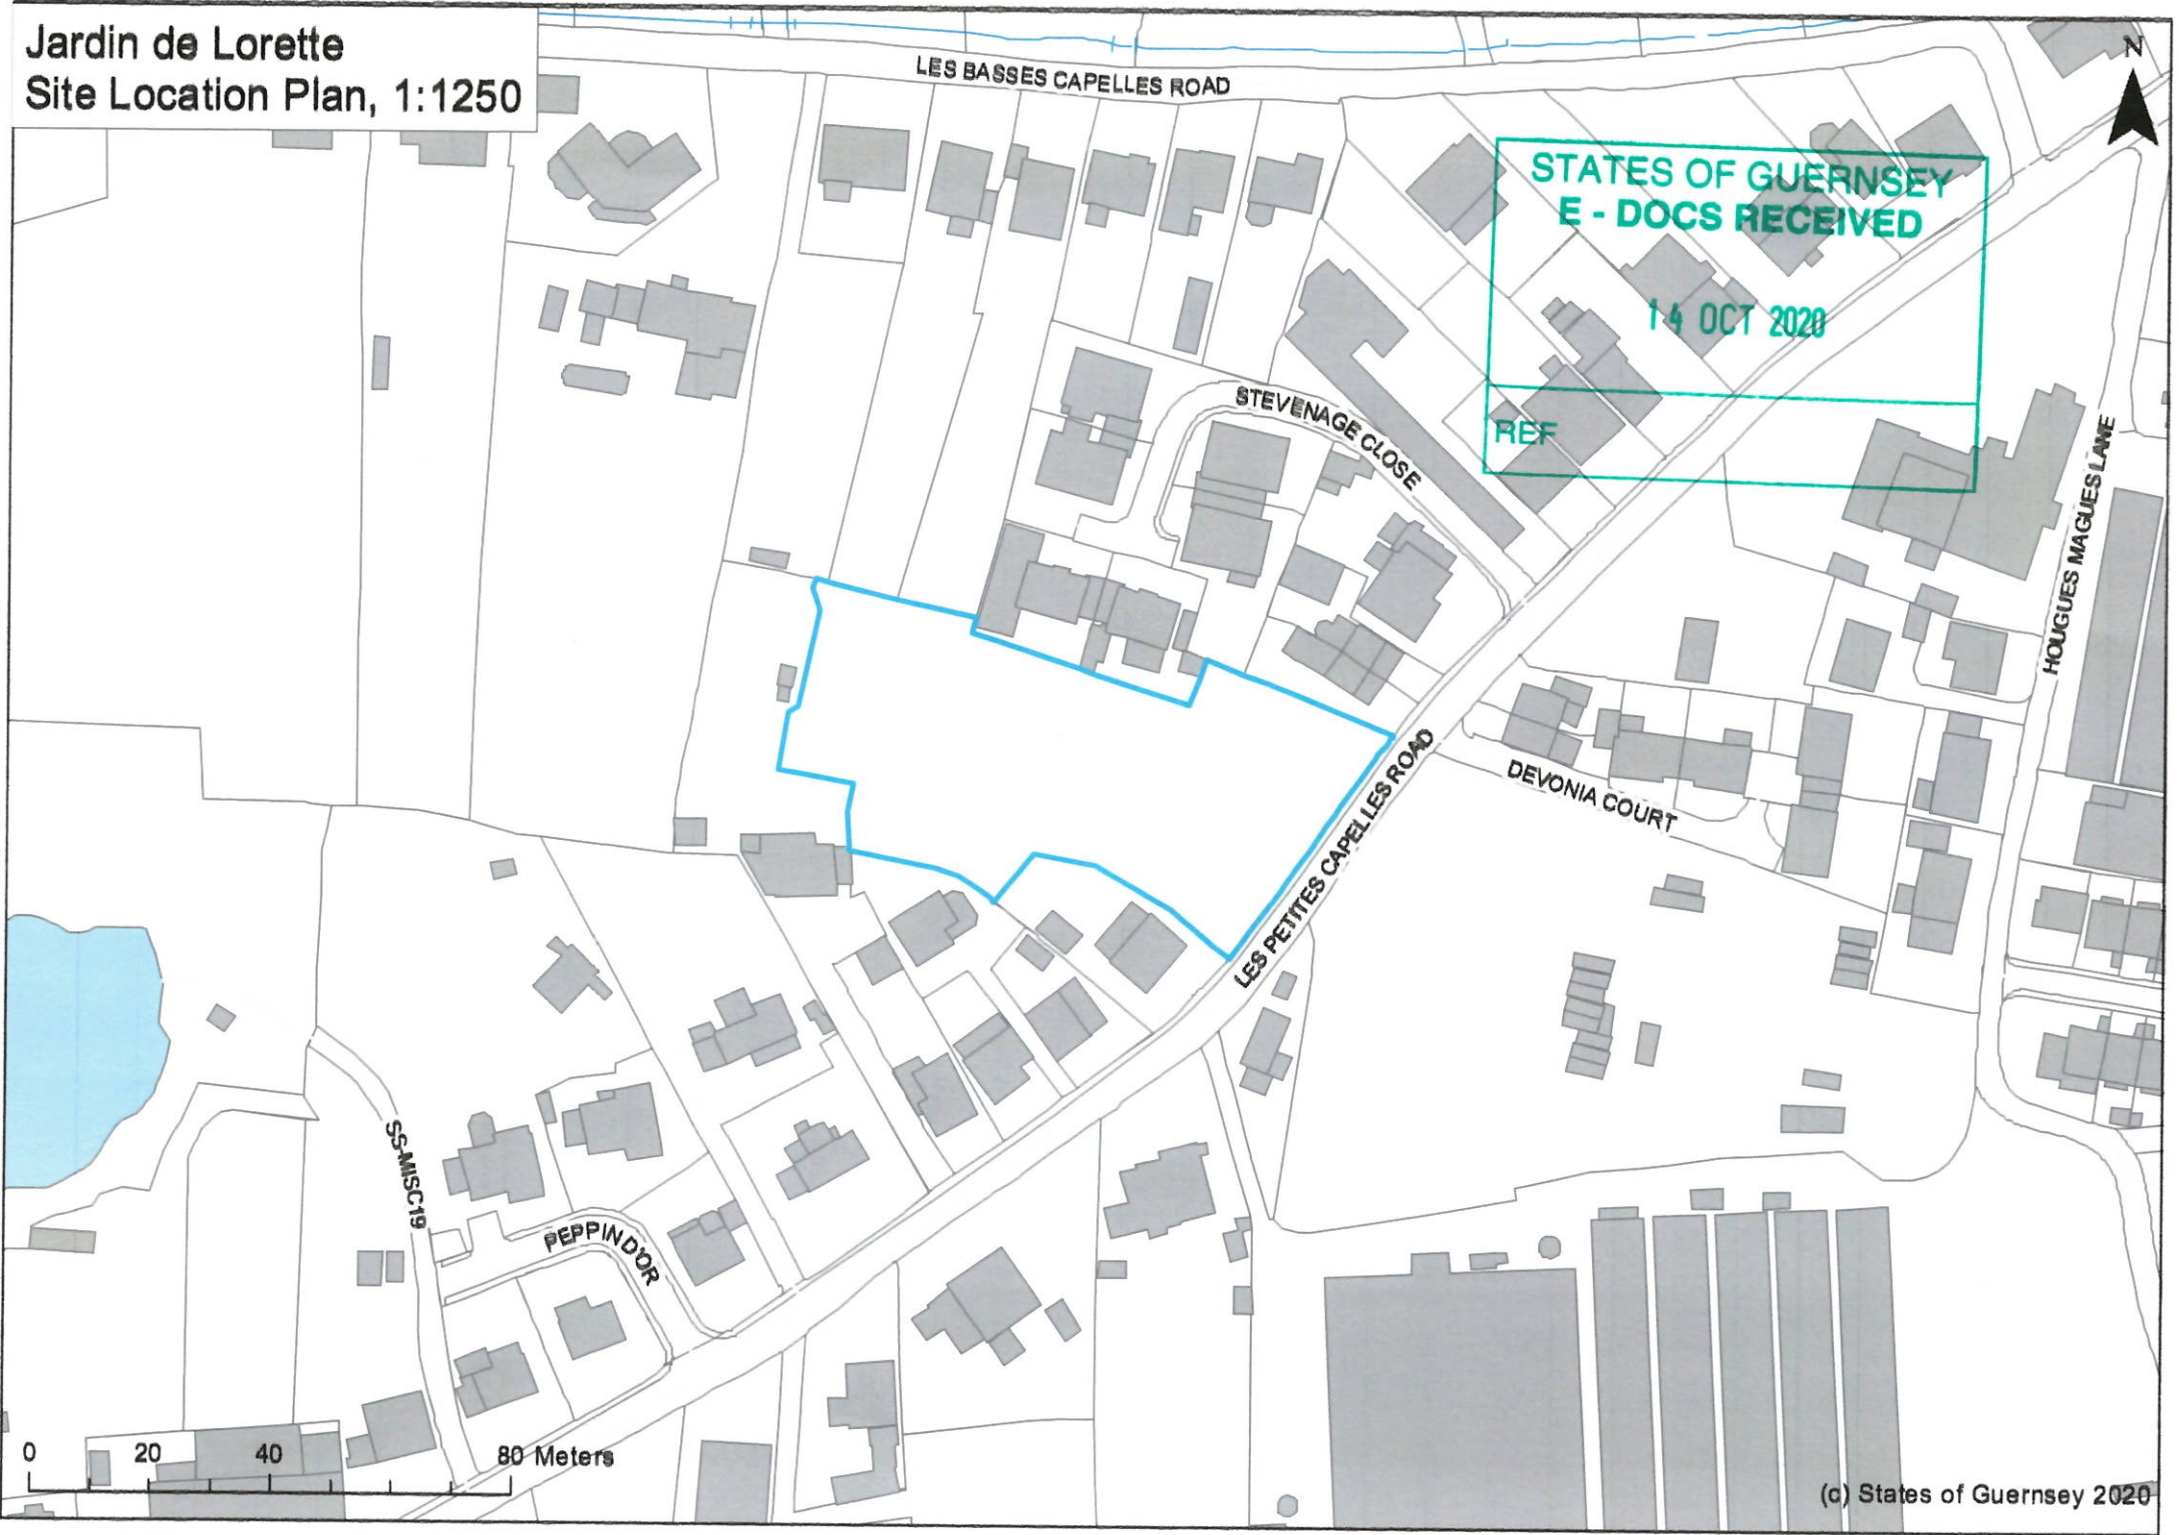 Jardin de Lorette
Site Location Plan, 1:1250
N
LES BASSES CAPELLES ROAD
STATES OF GUERNSEY
E - DOCS RECEIVED
14 OCT 2020
REF
STEVENAGE CLOSE
HOUGUES MAGUES LANE
LES PETITES CAPELLES ROAD
DEVONIA COURT
SS-MISC19
PEPPIN D'OR
0 20 40 80 Meters
(c) States of Guernsey 2020